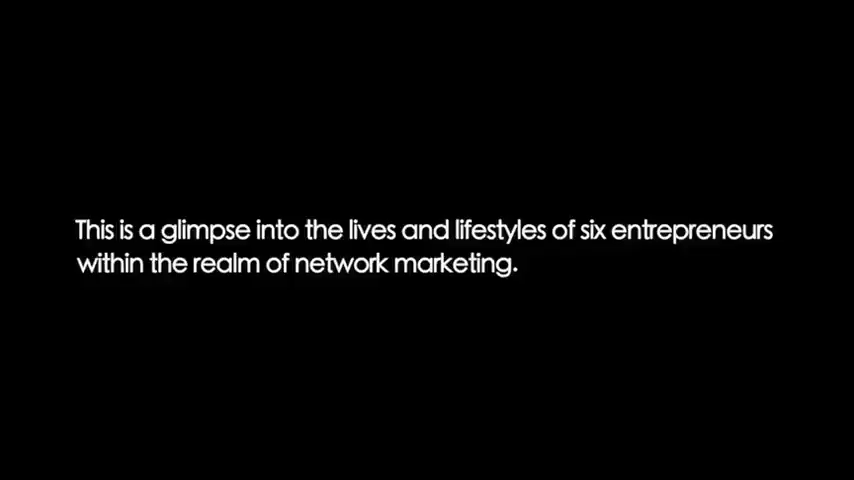 This is a glimpse into the lives and lifestyles of six entrepreneurs
within the realm of network marketing.